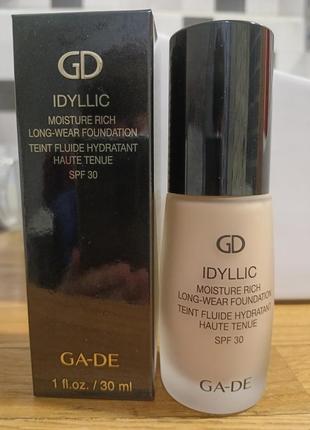 GD
IDYLLIC
MOISTURE RICH
LONG-WEAR FOUNDATION
TEINT FLUIDE HYDRATANT
HAUTE TENUE
SPF 30
GA-DE
1 fl.oz. / 30 ml
GD
IDYLLIC
MOISTURE RICH
LONG-WEAR FOUNDATION
TEINT FLUIDE HYDRATANT
HAUTE TENUE
SPF 30
GA-DE